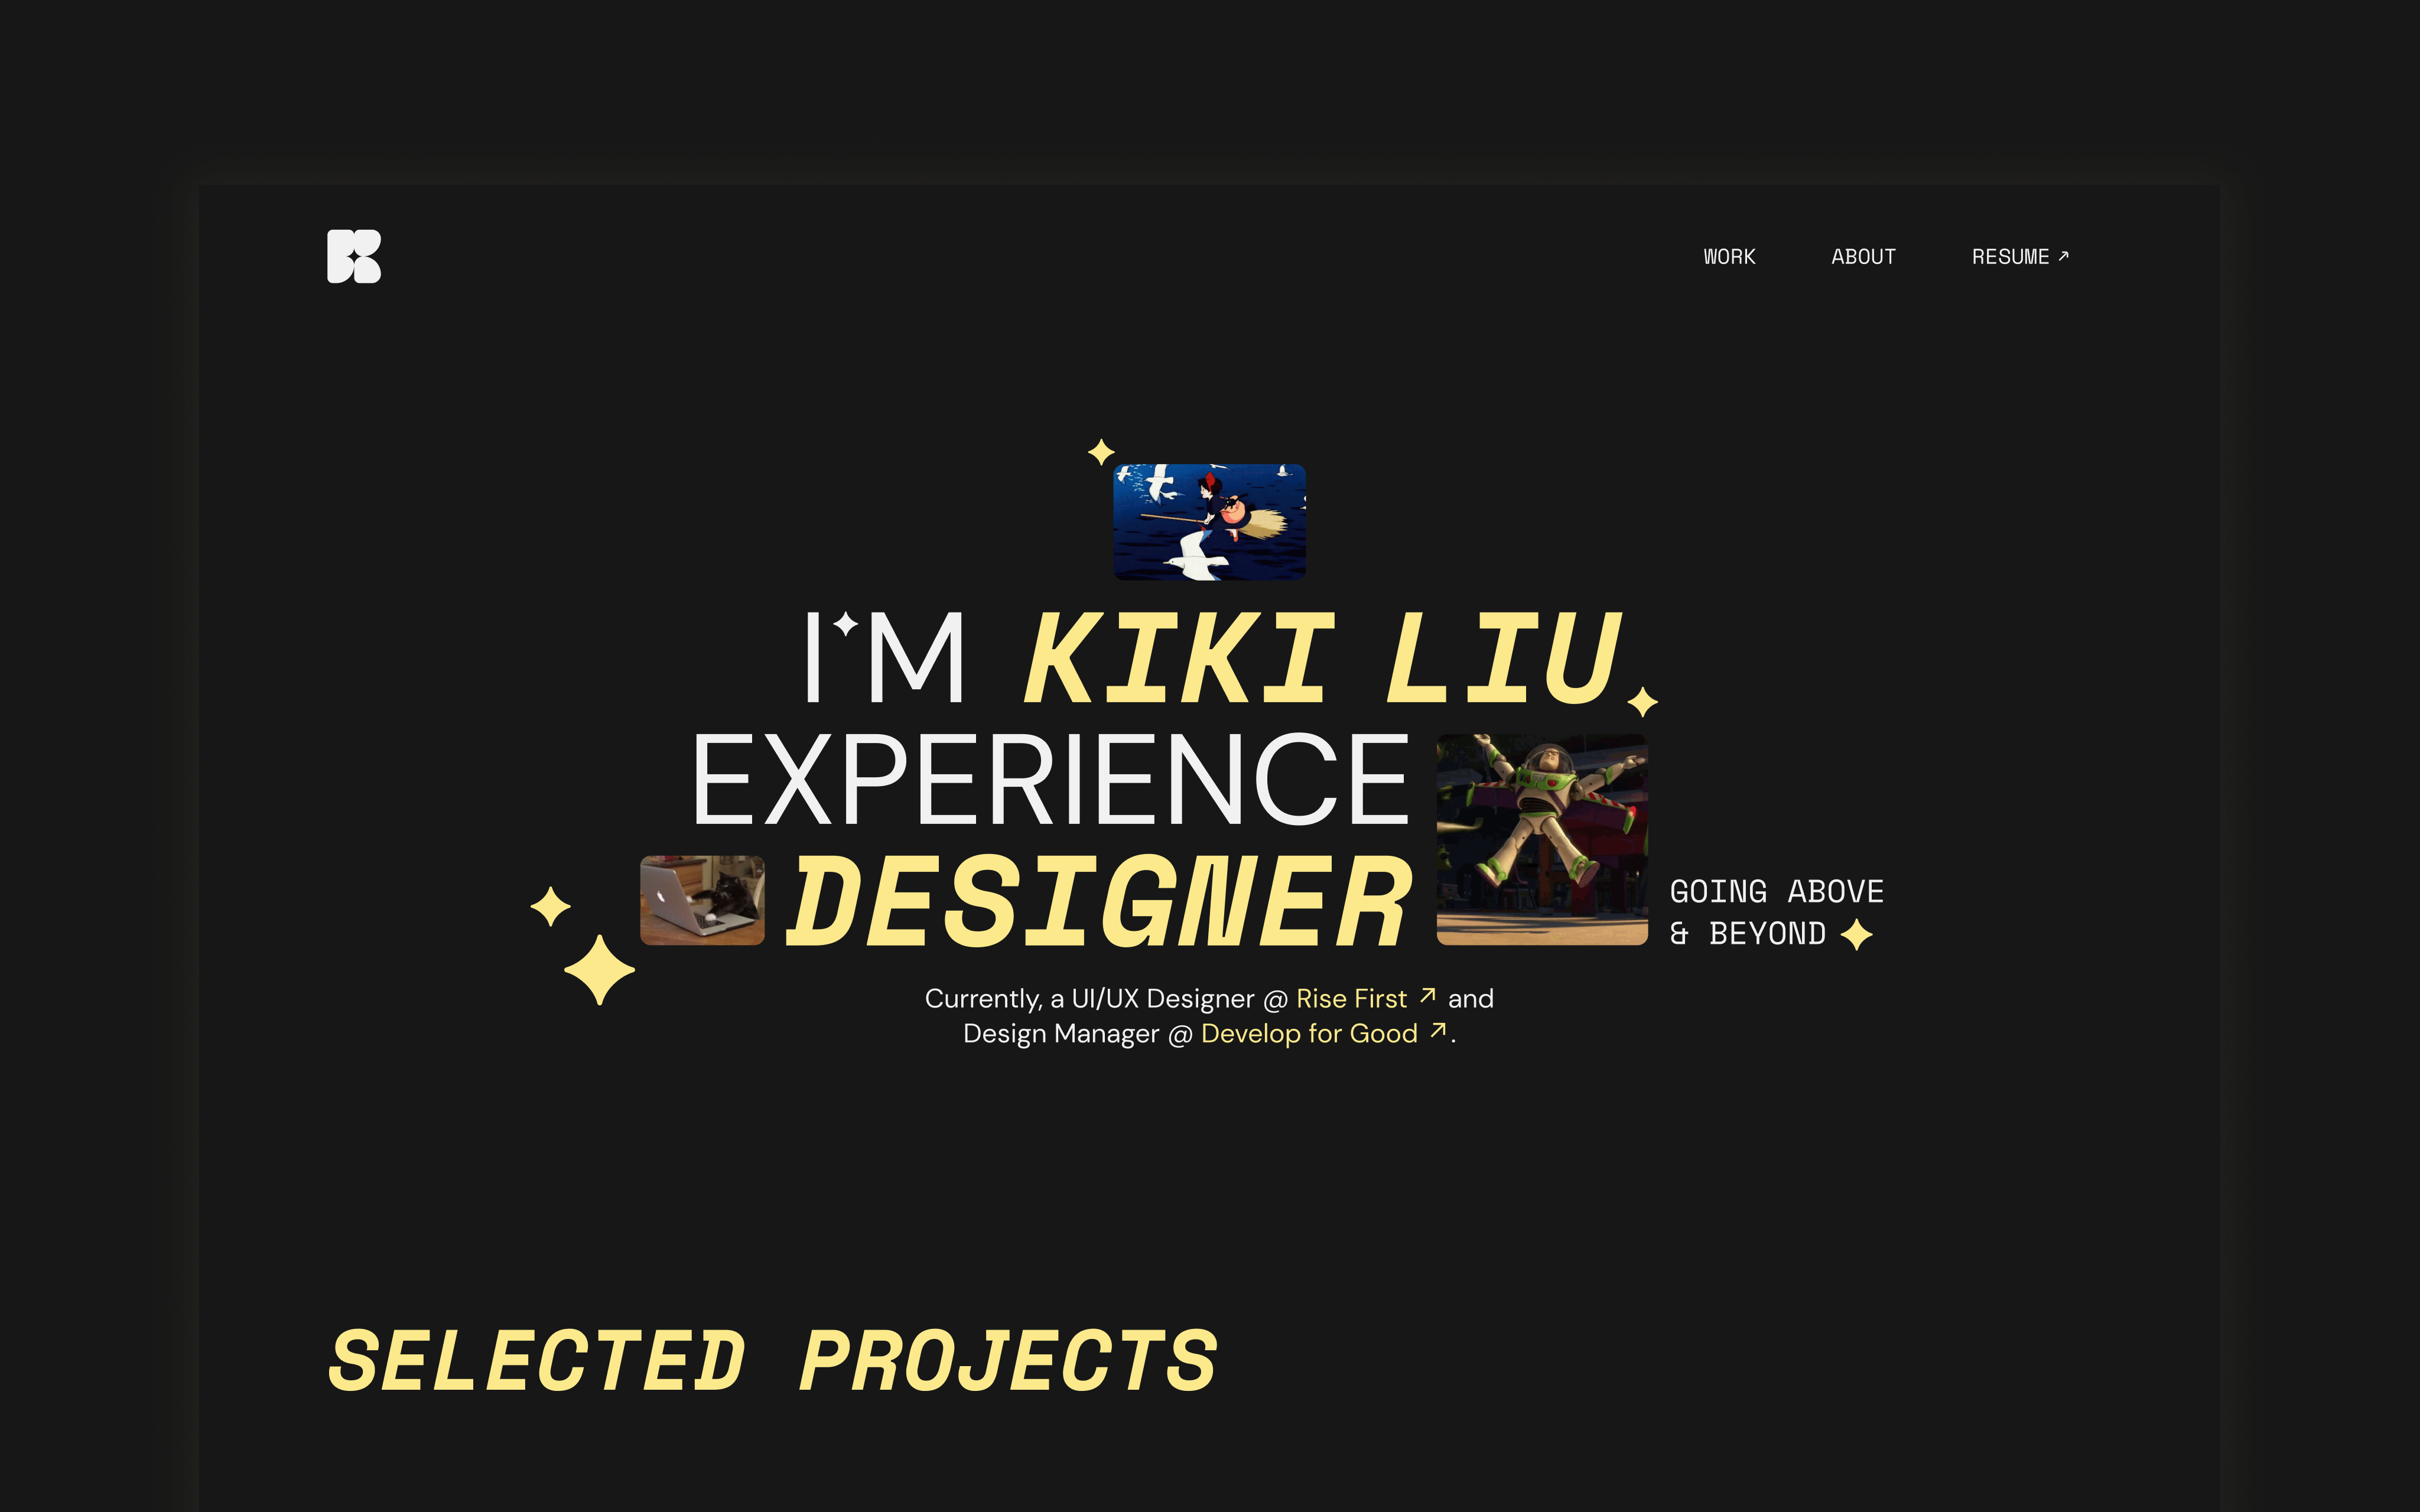 WORK ABOUT RESUME ↗
I'M KIKI LIU
EXPERIENCE
DESIGNER
GOING ABOVE
& BEYOND
Currently, a UI/UX Designer @ Rise First ↗ and
Design Manager @ Develop for Good ↗.
SELECTED PROJECTS